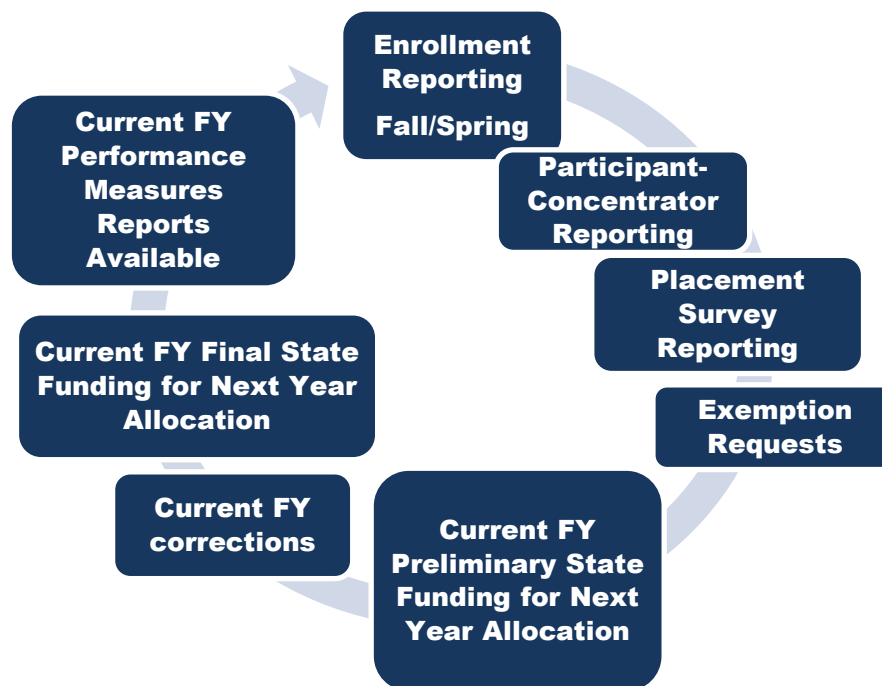 Enrollment
Reporting
Fall/Spring
Participant-
Concentrator
Reporting
Placement
Survey
Reporting
Exemption
Requests
Current FY
Preliminary State
Funding for Next
Year Allocation
Current FY
corrections
Current FY Final State
Funding for Next Year
Allocation
Current FY
Performance
Measures
Reports
Available